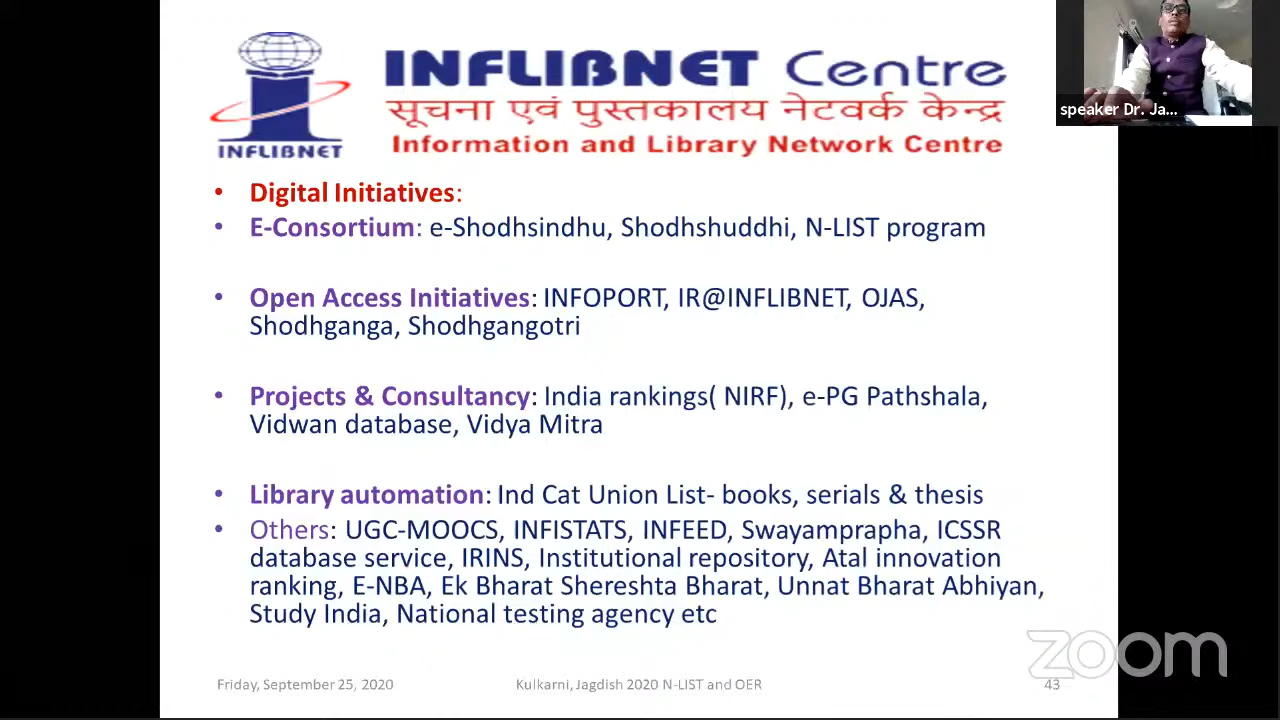 INFLIBNET Centre
सूचना एवं पुस्तकालय नेटवर्क केन्द्र
Information and Library Network Centre
INFLIBNET
speaker Dr. Ja...
• Digital Initiatives:
• E-Consortium: e-Shodhsindhu, Shodhshuddhi, N-LIST program
• Open Access Initiatives: INFOPORT, IR@INFLIBNET, OJAS,
Shodhganga, Shodhgangotri
• Projects & Consultancy: India rankings( NIRF), e-PG Pathshala,
Vidwan database, Vidya Mitra
• Library automation: Ind Cat Union List- books, serials & thesis
• Others: UGC-MOOCS, INFISTATS, INFEED, Swayamprapha, ICSSR
database service, IRINS, Institutional repository, Atal innovation
ranking, E-NBA, Ek Bharat Shereshta Bharat, Unnat Bharat Abhiyan,
Study India, National testing agency etc
zoom
Friday, September 25, 2020
Kulkarni, Jagdish 2020 N-LIST and OER
43